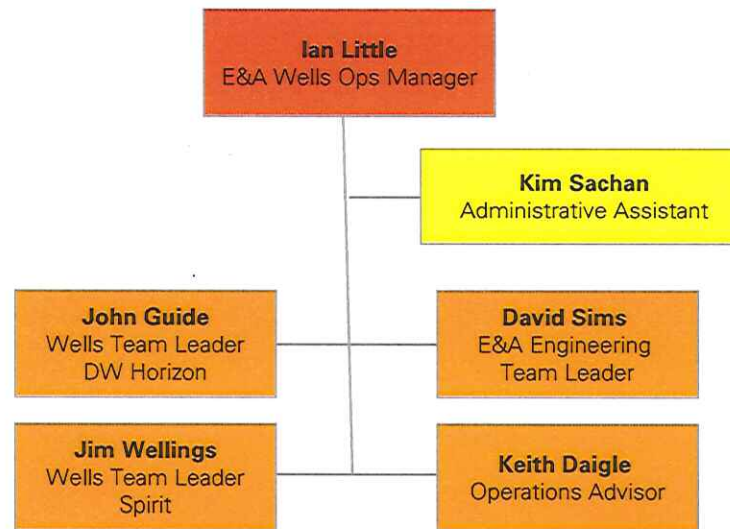 Ian Little
E&A Wells Ops Manager
Kim Sachan
Administrative Assistant
John Guide
Wells Team Leader
DW Horizon
David Sims
E&A Engineering
Team Leader
Jim Wellings
Wells Team Leader
Spirit
Keith Daigle
Operations Advisor